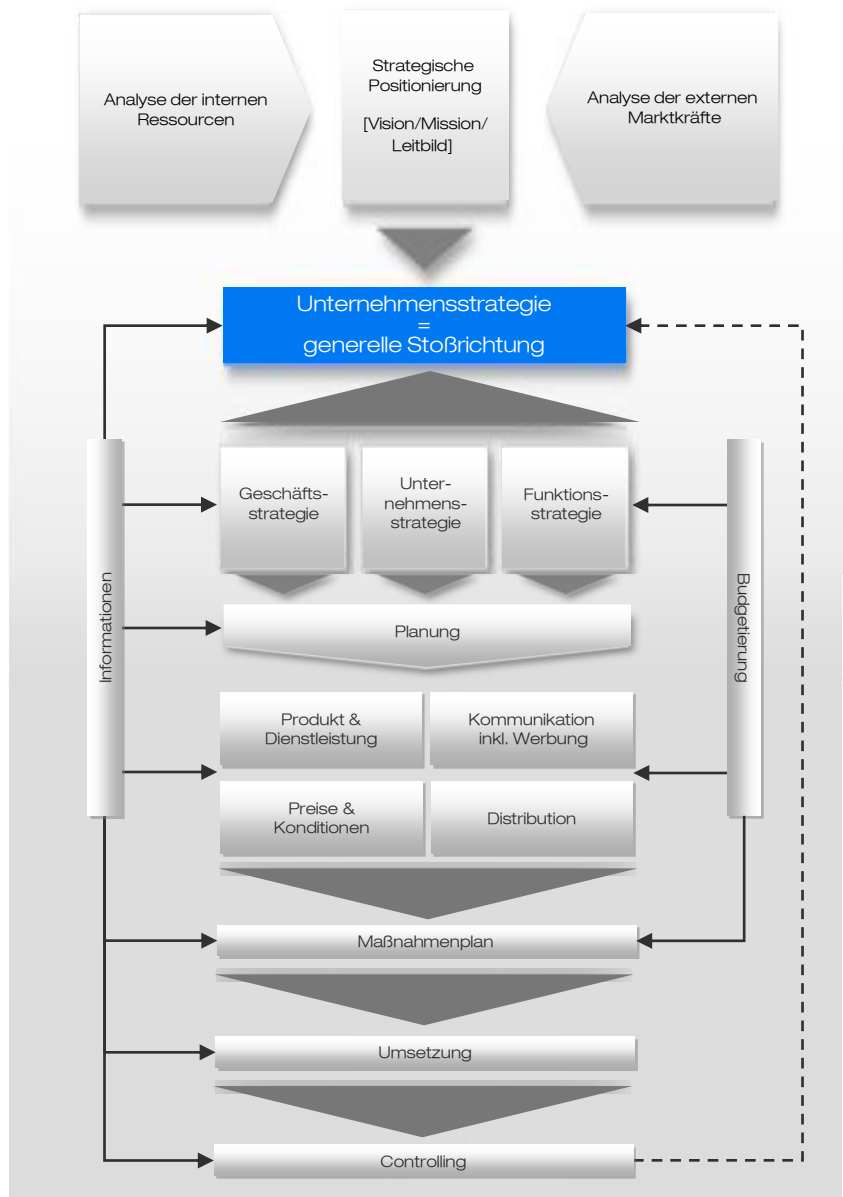 Analyse der internen
Ressourcen
Strategische
Positionierung
[Vision/Mission/
Leitbild]
Analyse der externen
Marktkräfte
Unternehmensstrategie
=
generelle Stoßrichtung
Geschäfts-
strategie
Unter-
nehmens-
strategie
Funktions-
strategie
Informationen
Budgetierung
Planung
Produkt &
Dienstleistung
Kommunikation
inkl. Werbung
Preise &
Konditionen
Distribution
Maßnahmenplan
Umsetzung
Controlling